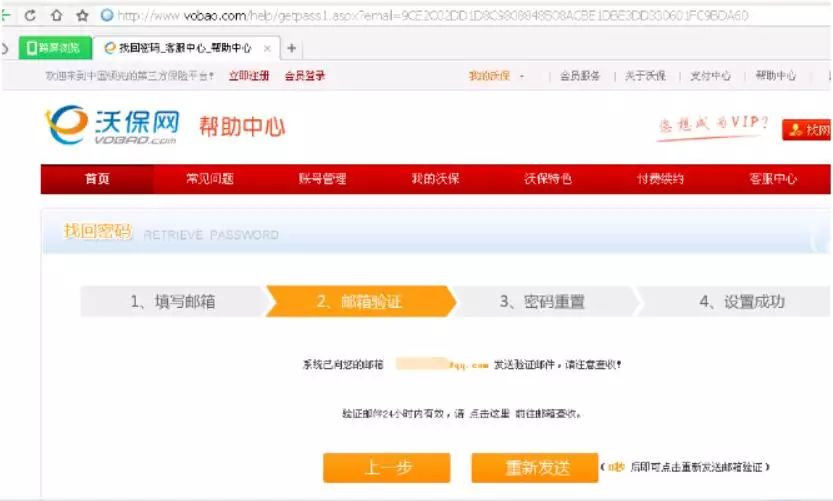 http://www.vobao.com/help/getpass1.aspx?email=
跨屏浏览 找回密码_客服中心_帮助中心 × +
欢迎来到中国领先的第三方保险平台! 立即注册 会员登录 我的沃保 | 会员服务 | 关于沃保 | 支付中心 | 帮助中心
沃保网 帮助中心 您想成为VIP?
VOBAO.com
首页 常见问题 账号管理 我的沃保 沃保特色 付费续约 客服中心
找回密码 RETRIEVE PASSWORD
1、填写邮箱 2、邮箱验证 3、密码重置 4、设置成功
系统已向您的邮箱 @qq.com 发送验证邮件，请注意查收!
验证邮件24小时内有效，请 点击这里 前往邮箱查收。
上一步 重新发送 (0秒 后即可点击重新发送邮箱验证)